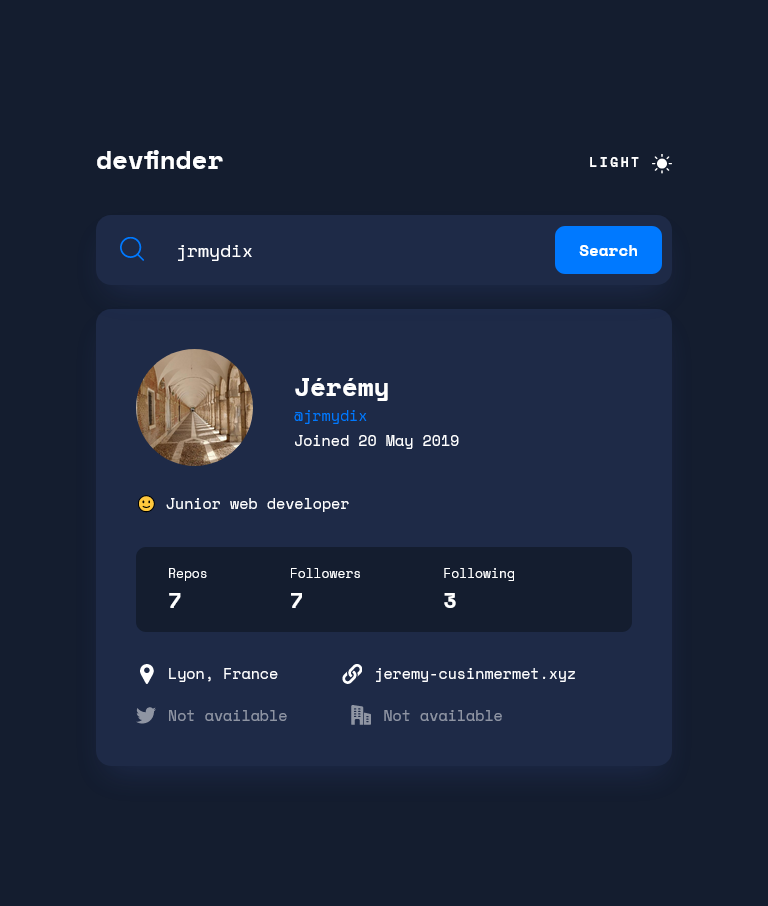 devfinder
LIGHT
jrmydix
Search
Jérémy
@jrmydix
Joined 20 May 2019
🙂 Junior web developer
Repos Followers Following
7 7 3
Lyon, France jeremy-cusinmermet.xyz
Not available Not available